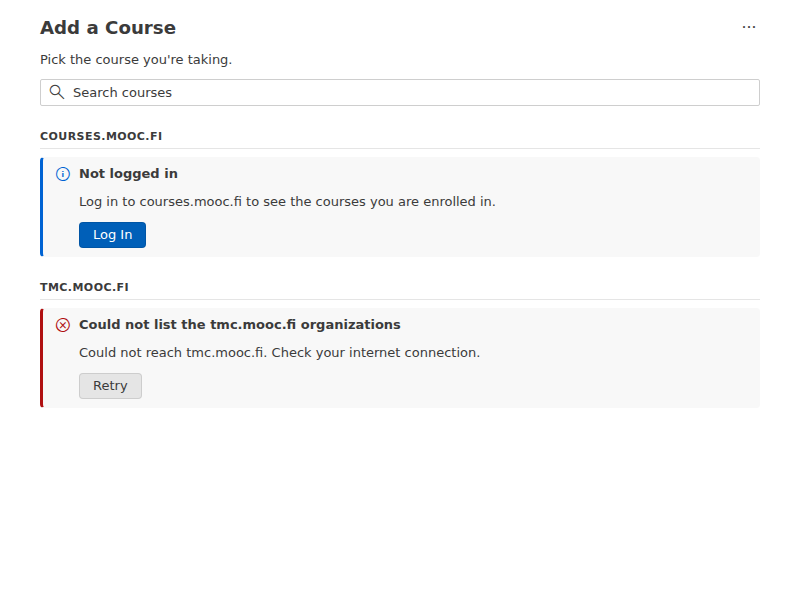 Add a Course
Pick the course you're taking.
Search courses
COURSES.MOOC.FI
Not logged in
Log in to courses.mooc.fi to see the courses you are enrolled in.
Log In
TMC.MOOC.FI
Could not list the tmc.mooc.fi organizations
Could not reach tmc.mooc.fi. Check your internet connection.
Retry